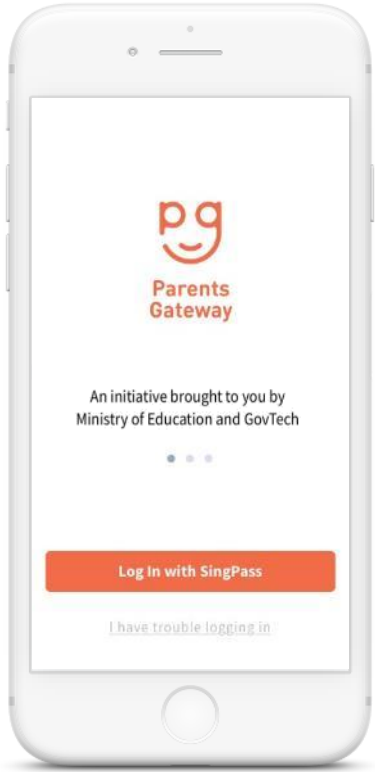 pg
Parents
Gateway
An initiative brought to you by
Ministry of Education and GovTech
Log In with SingPass
I have trouble logging in